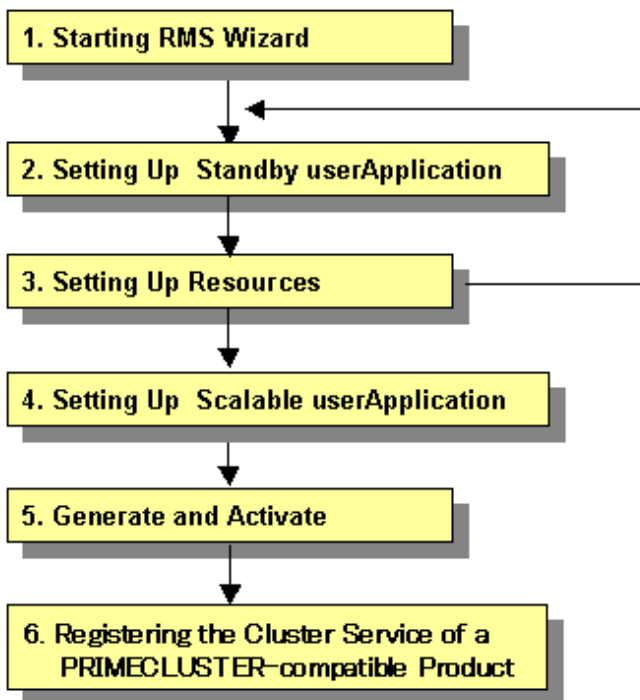 1. Starting RMS Wizard
2. Setting Up Standby userApplication
3. Setting Up Resources
4. Setting Up Scalable userApplication
5. Generate and Activate
6. Registering the Cluster Service of a
PRIMECLUSTER-compatible Product